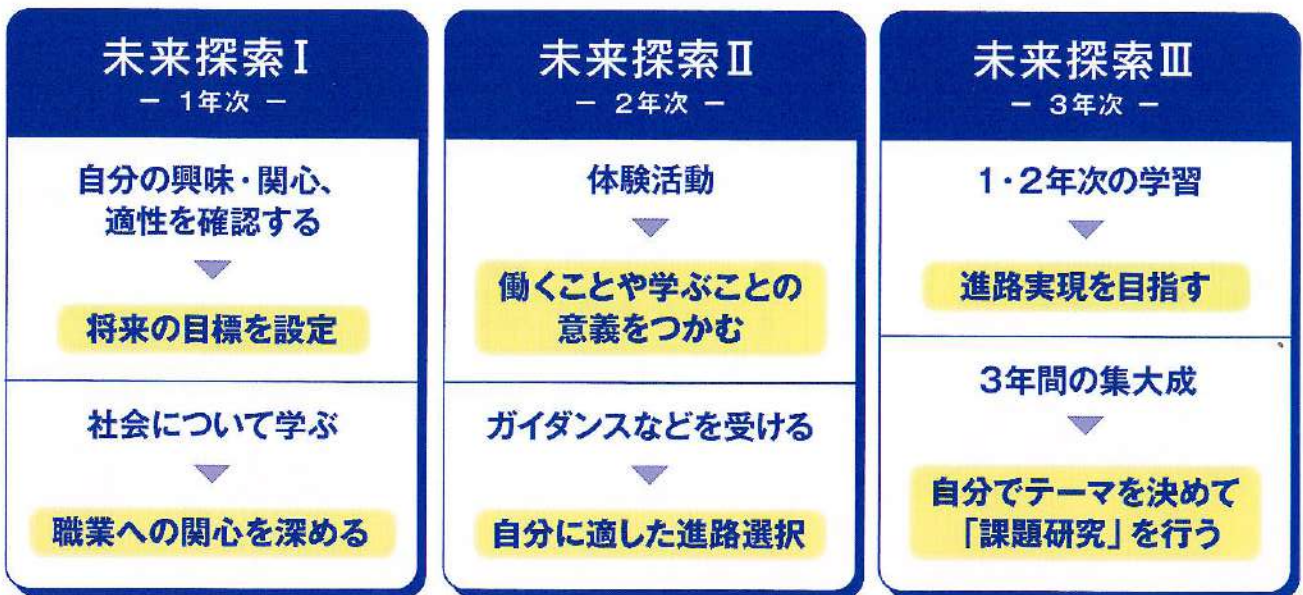 未来探索Ⅰ
－ 1年次 －
自分の興味・関心、
適性を確認する
▼
将来の目標を設定
社会について学ぶ
▼
職業への関心を深める
未来探索Ⅱ
－ 2年次 －
体験活動
▼
働くことや学ぶことの
意義をつかむ
ガイダンスなどを受ける
▼
自分に適した進路選択
未来探索Ⅲ
－ 3年次 －
1・2年次の学習
▼
進路実現を目指す
3年間の集大成
▼
自分でテーマを決めて
「課題研究」を行う